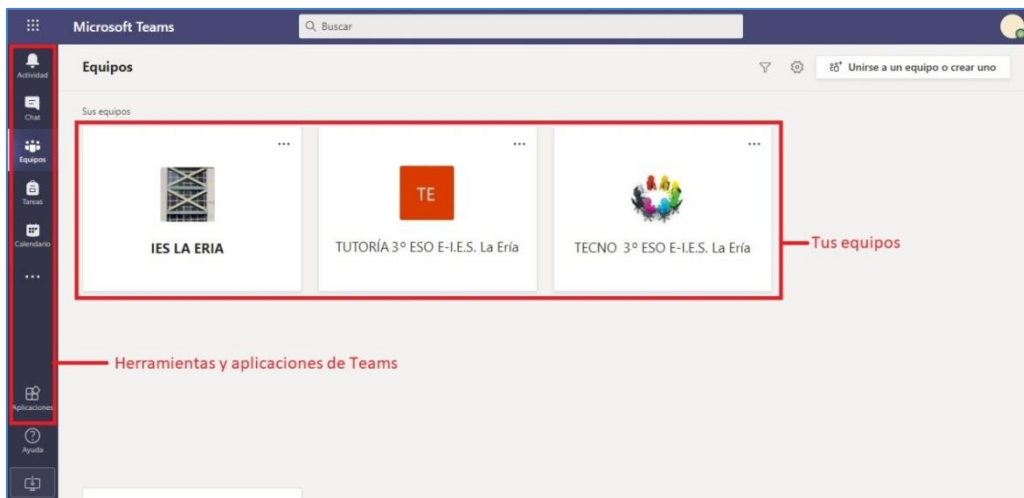 Microsoft Teams
Buscar
Actividad
Chat
Equipos
Tareas
Calendario
Aplicaciones
Ayuda
Equipos
Unirse a un equipo o crear uno
Sus equipos
IES LA ERIA
TE
TUTORÍA 3º ESO E-I.E.S. La Ería
TECNO 3º ESO E-I.E.S. La Ería
Tus equipos
Herramientas y aplicaciones de Teams